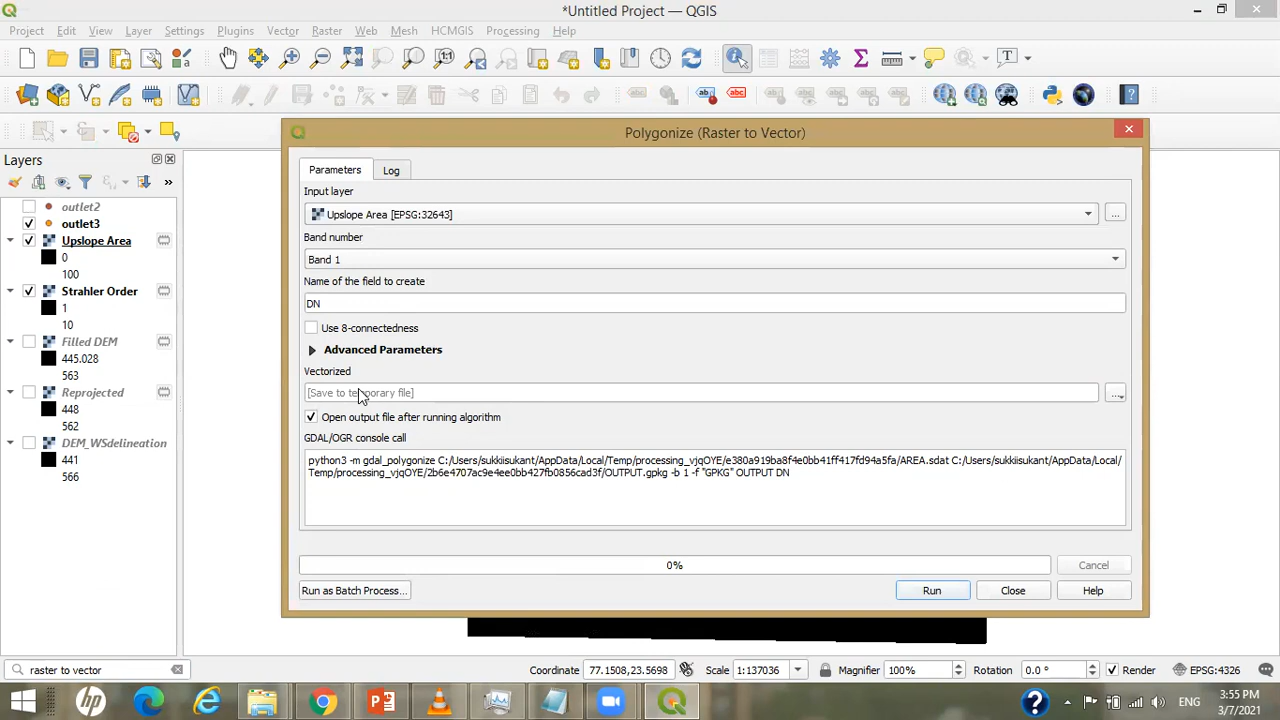 *Untitled Project — QGIS
Project Edit View Layer Settings Plugins Vector Raster Web Mesh HCMGIS Processing Help
Layers
outlet2
outlet3
Upslope Area
0
100
Strahler Order
1
10
Filled DEM
445.028
563
Reprojected
448
562
DEM_WSdelineation
441
566
Polygonize (Raster to Vector)
Parameters
Log
Input layer
Upslope Area [EPSG:32643]
Band number
Band 1
Name of the field to create
DN
Use 8-connectedness
Advanced Parameters
Vectorized
[Save to temporary file]
Open output file after running algorithm
GDAL/OGR console call
python3 -m gdal_polygonize C:/Users/sukkiisukant/AppData/Local/Temp/processing_vjqOYE/e380a919ba8f4e0bb41ff417fd94a5fa/AREA.sdat C:/Users/sukkiisukant/AppData/Local/
Temp/processing_vjqOYE/2b6e4707ac9e4ee0bb427fb0856cad3f/OUTPUT.gpkg -b 1 -f "GPKG" OUTPUT DN
0%
Cancel
Run as Batch Process...
Run
Close
Help
raster to vector
Coordinate 77.1508,23.5698 Scale 1:137036 Magnifier 100% Rotation 0.0 ° Render EPSG:4326
ENG
3:55 PM
3/7/2021